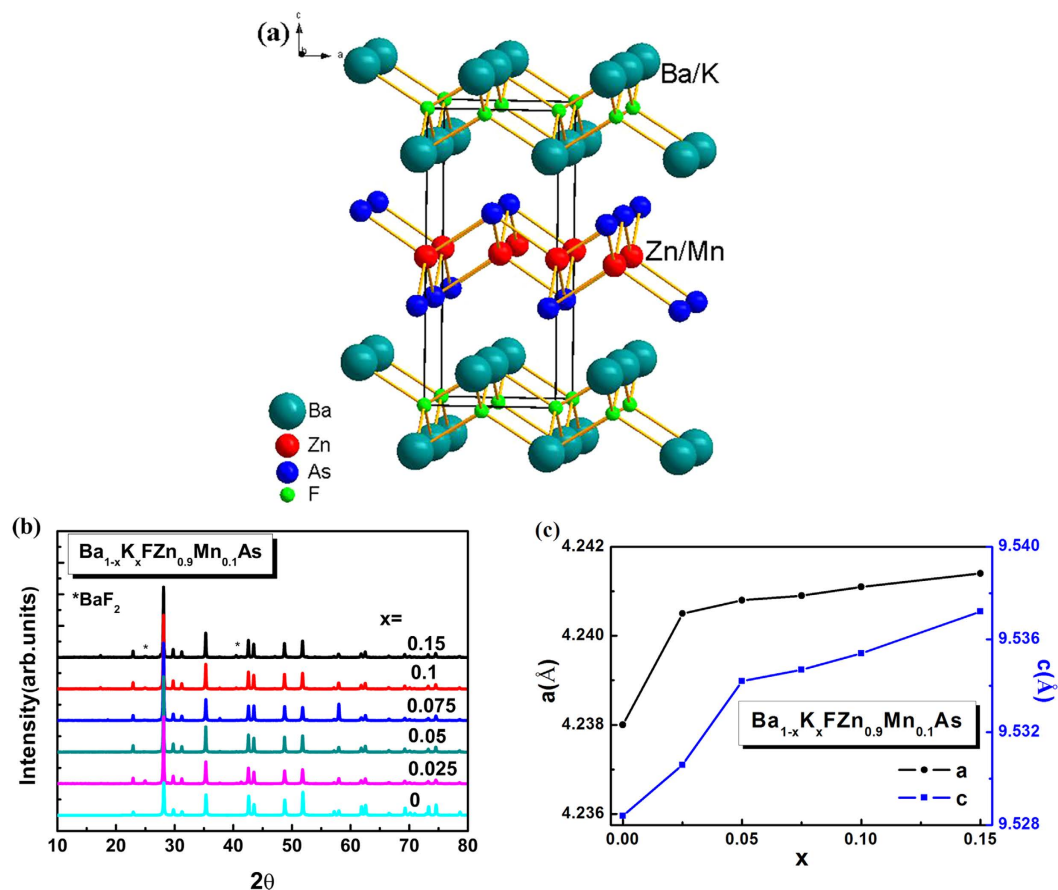 (a)
c
b
a
Ba/K
Zn/Mn
Ba
Zn
As
F
(b)
Ba1-xKxFZn0.9Mn0.1As
*BaF2
x=
*
*
0.15
0.1
0.075
0.05
0.025
0
Intensity(arb.units)
10 20 30 40 50 60 70 80
2θ
(c)
4.242
4.240
4.238
4.236
a(Å)
9.540
9.536
9.532
9.528
c(Å)
Ba1-xKxFZn0.9Mn0.1As
a
c
0.00 0.05 0.10 0.15
x